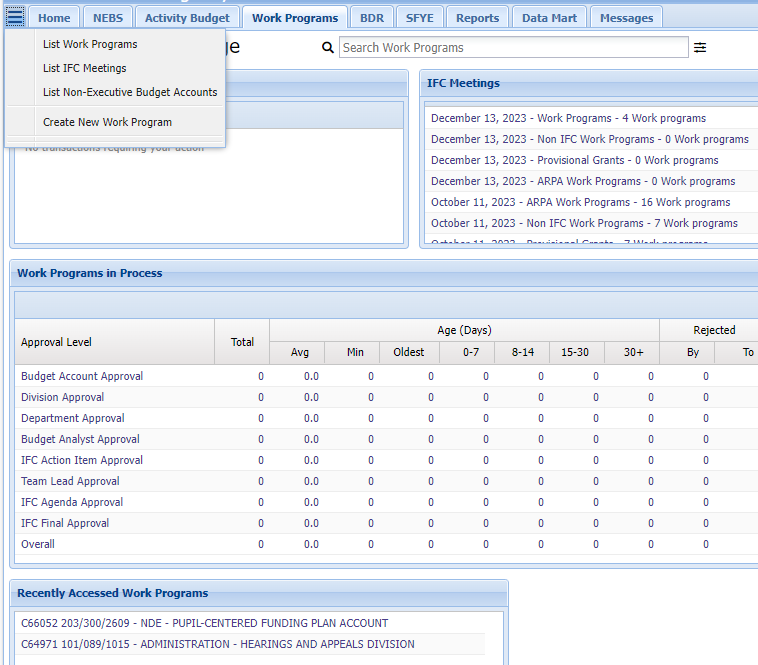 Home NEBS Activity Budget Work Programs BDR SFYE Reports Data Mart Messages
List Work Programs
List IFC Meetings
List Non-Executive Budget Accounts
Create New Work Program
ge
Search Work Programs
No transactions requiring your action
IFC Meetings
December 13, 2023 - Work Programs - 4 Work programs
December 13, 2023 - Non IFC Work Programs - 0 Work programs
December 13, 2023 - Provisional Grants - 0 Work programs
December 13, 2023 - ARPA Work Programs - 0 Work programs
October 11, 2023 - ARPA Work Programs - 16 Work programs
October 11, 2023 - Non IFC Work Programs - 7 Work programs
October 11, 2023 - Provisional Grants - 7 Work programs
Work Programs in Process
Age (Days) Rejected
Approval Level Total Avg Min Oldest 0-7 8-14 15-30 30+ By To
Budget Account Approval 0 0.0 0 0 0 0 0 0 0
Division Approval 0 0.0 0 0 0 0 0 0 0
Department Approval 0 0.0 0 0 0 0 0 0 0
Budget Analyst Approval 0 0.0 0 0 0 0 0 0 0
IFC Action Item Approval 0 0.0 0 0 0 0 0 0 0
Team Lead Approval 0 0.0 0 0 0 0 0 0 0
IFC Agenda Approval 0 0.0 0 0 0 0 0 0 0
IFC Final Approval 0 0.0 0 0 0 0 0 0 0
Overall 0 0.0 0 0 0 0 0 0 0
Recently Accessed Work Programs
C66052 203/300/2609 - NDE - PUPIL-CENTERED FUNDING PLAN ACCOUNT
C64971 101/089/1015 - ADMINISTRATION - HEARINGS AND APPEALS DIVISION